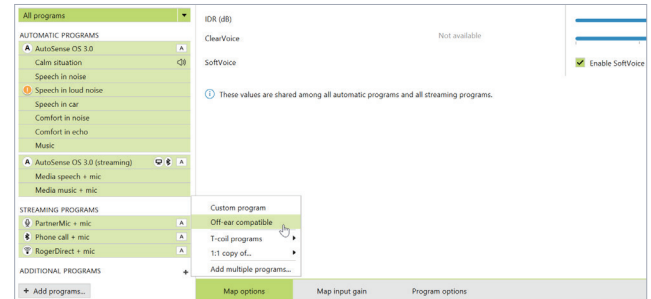 All programs
AUTOMATIC PROGRAMS
A AutoSense OS 3.0 A
Calm situation
Speech in noise
Speech in loud noise
Speech in car
Comfort in noise
Comfort in echo
Music
A AutoSense OS 3.0 (streaming) A
Media speech + mic
Media music + mic
STREAMING PROGRAMS
PartnerMic + mic A
Phone call + mic A
RogerDirect + mic A
ADDITIONAL PROGRAMS +
+ Add programs...
Custom program
Off-ear compatible
T-coil programs
1:1 copy of...
Add multiple programs...
IDR (dB)
ClearVoice Not available
SoftVoice Enable SoftVoice
These values are shared among all automatic programs and all streaming programs.
Map options Map input gain Program options